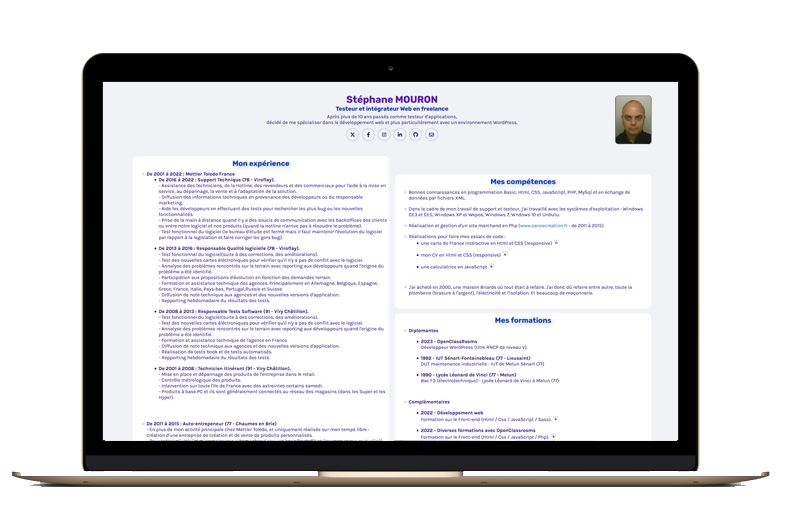 Stéphane MOURON
Testeur et intégrateur Web en freelance
Après plus de 10 ans passés comme testeur d'applications,
décidé de me spécialiser dans le développement web et plus particulièrement avec un environnement WordPress.
Mon expérience
De 2001 à 2022 : Mettler Toledo France
De 2016 à 2022 : Support Technique (78 - Viroflay).
- Assistance des techniciens, de la Hotline, des revendeurs et des commerciaux pour l'aide à la mise en
service, au dépannage, la vente et à l'adaptation de la solution.
- Diffusion des informations techniques en provenance des développeurs ou du responsable
marketing.
- Aide les développeurs en effectuant des tests pour rechercher les plus bug ou les nouvelles
fonctionnalités.
- Prise de la main à distance quand il y a des soucis de communication avec les backoffices des clients
ou entre notre logiciel et nos produits (quand la Hotline n'arrive pas à résoudre le problème).
- Test fonctionnel du logiciel (le bureau d'étude est fermé mais il faut maintenir l'évolution du logiciel
par rapport à la législation et faire corriger les gros bug).
De 2013 à 2016 : Responsable Qualité logicielle (78 - Viroflay).
- Test fonctionnel du logiciel(suite à des corrections, des améliorations).
- Test des nouvelles cartes électroniques pour vérifier qu'il n'y ai pas de conflit avec le logiciel.
- Analyse des problèmes rencontrés sur le terrain avec reporting aux développeurs quand l'origine du
problème a été identifié.
- Participation aux propositions d'évolution en fonction des demandes terrain.
- Formation et assistance technique des agences. Principalement en Allemagne, Belgique, Espagne,
Grèce, France, Italie, Pays-bas, Portugal,Russie et Suisse.
- Diffusion de note technique aux agences et des nouvelles versions d'application.
- Reporting hebdomadaire du résultats des tests.
De 2008 à 2013 : Responsable Tests Software (91 - Viry Châtillon).
- Test fonctionnel du logiciel(suite à des corrections, des améliorations).
- Test des nouvelles cartes électroniques pour vérifier qu'il n'y ai pas de conflit avec le logiciel.
- Analyse des problèmes rencontrés sur le terrain avec reporting aux développeurs quand l'origine du
problème a été identifié.
- Formation et assistance technique de l'agence en France.
- Diffusion de note technique aux agences et des nouvelles versions d'application.
- Réalisation de tests book et de tests automatisés.
- Reporting hebdomadaire du résultats des tests.
De 2001 à 2008 : Technicien itinérant (91 - Viry Châtillon).
- Mise en place et dépannage des produits de l'entreprise dans le retail.
- Contrôle métrologique des produits.
- Intervention sur toute l'île de France avec des astreintes certains samedi.
- Produits à base PC et ils sont généralement connectés au réseau des magasins (dans les Super et les
Hyper).
De 2011 à 2015 : Auto-entrepeneur (77 - Chaumes en Brie)
- En plus de mon activité principale chez Mettler Toledo, et uniquement réalisée sur mon temps libre :
création d'une entreprise de création et de vente de produits personnalisés.
Mes compétences
Bonnes connaissances en programmation Basic, Html, CSS, JavaScript, PHP, MySql et en échange de
données par fichiers XML.
Dans le cadre de mon travail de support et testeur, j'ai travaillé avec les systèmes d'exploitation : Windows
CE3 et CE5, Windows XP et Wepos, Windows 7, Windows 10 et Unbutu.
Réalisation et gestion d'un site marchand en Php (www.sanescreation.fr - de 2011 à 2015).
Réalisations pour faire mes essais de code :
une carte de France intéractive en Html et CSS (responsive)
mon CV en Html et CSS (responsive)
une calculatrice en JavaScript
J'ai acheté en 2000, une maison Briarde où tout était à refaire. J'ai donc dû refaire entre autre, toute la
plomberie (brasure à l'argent), l'électricité et l'isolation. Et beaucoup de maçonnerie.
Mes formations
Diplomantes
2023 - OpenClassRooms
Développeur WordPress (titre RNCP de niveau V).
1992 - IUT Sénart-Fontainebleau (77 - Lieusaint)
DUT maintenance industrielle - IUT de Melun Sénart (77)
1990 - Lycée Léonard de Vinci (77 - Melun)
Bac F3 (électrotechnique) - Lycée Léonard de Vinci à Melun (77)
Complémentaires
2022 - Développement web
Formation sur le Front-end (Html / Css / JavaScript / Sass).
2022 - Diverses formations avec OpenClassrooms
Formation sur le Front-end (Html / Css / JavaScript / Php).